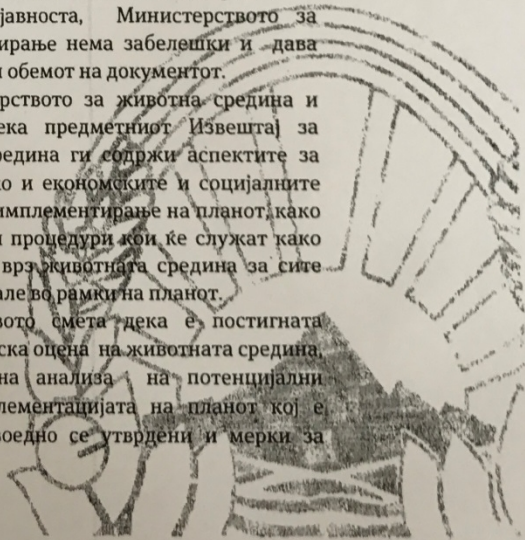 јавноста, Министерството за
ирање нема забелешки и дава
обемот на документот.
рството за животна средина и
ека предметниот Извештај за
редина ги содржи аспектите за
ко и економските и социјалните
имплементирање на планот, како
и процедури кои ќе служат како
врз животната средина за сите
але во рамки на планот.
вото смета дека е постигната
ска оцена на животната средина,
на анализа на потенцијални
лементацијата на планот кој е
воедно се утврдени и мерки за